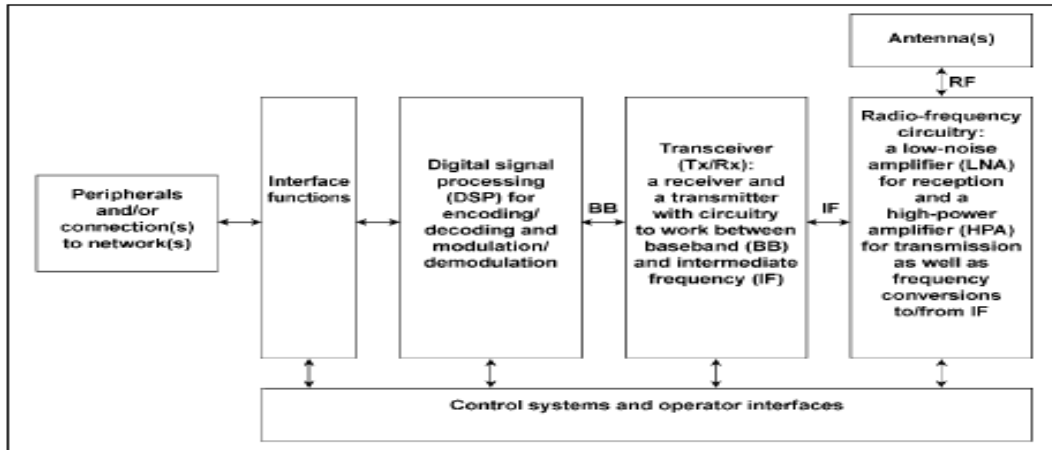 Antenna(s)
RF
Peripherals
and/or
connection(s)
to network(s)
Interface
functions
Digital signal
processing
(DSP) for
encoding/
decoding and
modulation/
demodulation
BB
Transceiver
(Tx/Rx):
a receiver and
a transmitter
with circuitry
to work between
baseband (BB)
and intermediate
frequency (IF)
IF
Radio-frequency
circuitry:
a low-noise
amplifier (LNA)
for reception
and a
high-power
amplifier (HPA)
for transmission
as well as
frequency
conversions
to/from IF
Control systems and operator interfaces